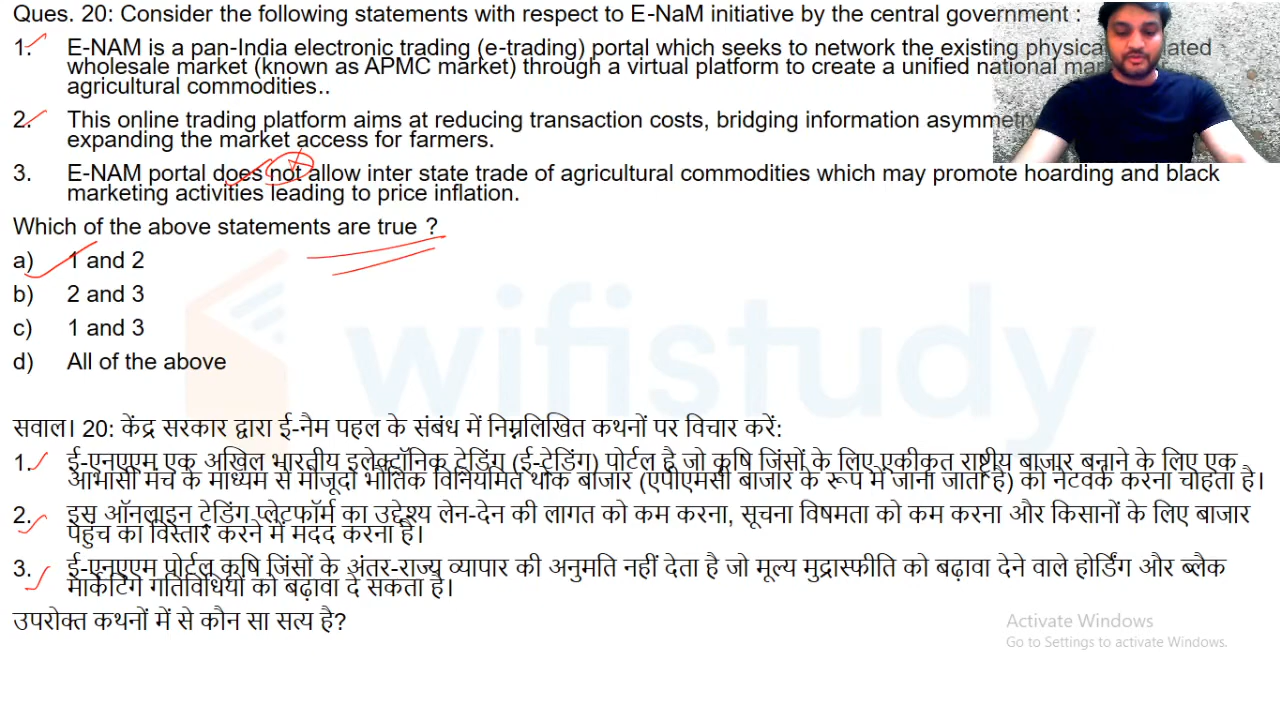 Ques. 20: Consider the following statements with respect to E-NaM initiative by the central government :
1. E-NAM is a pan-India electronic trading (e-trading) portal which seeks to network the existing physical
wholesale market (known as APMC market) through a virtual platform to create a unified national
agricultural commodities..
2. This online trading platform aims at reducing transaction costs, bridging information asymmetry
expanding the market access for farmers.
3. E-NAM portal does not allow inter state trade of agricultural commodities which may promote hoarding and black
marketing activities leading to price inflation.
Which of the above statements are true ?
a) 1 and 2
b) 2 and 3
c) 1 and 3
d) All of the above
wifistudy
सवाल। 20: केंद्र सरकार द्वारा ई-नैम पहल के संबंध में निम्नलिखित कथनों पर विचार करें:
1. ई-एनएएम एक अखिल भारतीय इलेक्ट्रॉनिक ट्रेडिंग (ई-ट्रेडिंग) पोर्टल है जो कृषि जिंसों के लिए एकीकृत राष्ट्रीय बाजार बनाने के लिए एक
आभासी मंच के माध्यम से मौजूदा भौतिक विनियमित थोक बाजार (एपीएमसी बाजार के रूप में जाना जाता है) को नेटवर्क करना चाहता है।
2. इस ऑनलाइन ट्रेडिंग प्लेटफॉर्म का उद्देश्य लेन-देन की लागत को कम करना, सूचना विषमता को कम करना और किसानों के लिए बाजार
पहुंच का विस्तार करने में मदद करना है।
3. ई-एनएएम पोर्टल कृषि जिंसों के अंतर-राज्य व्यापार की अनुमति नहीं देता है जो मूल्य मुद्रास्फीति को बढ़ावा देने वाले होर्डिंग और ब्लैक
मार्केटिंग गतिविधियों को बढ़ावा दे सकता है।
उपरोक्त कथनों में से कौन सा सत्य है?
Activate Windows
Go to Settings to activate Windows.